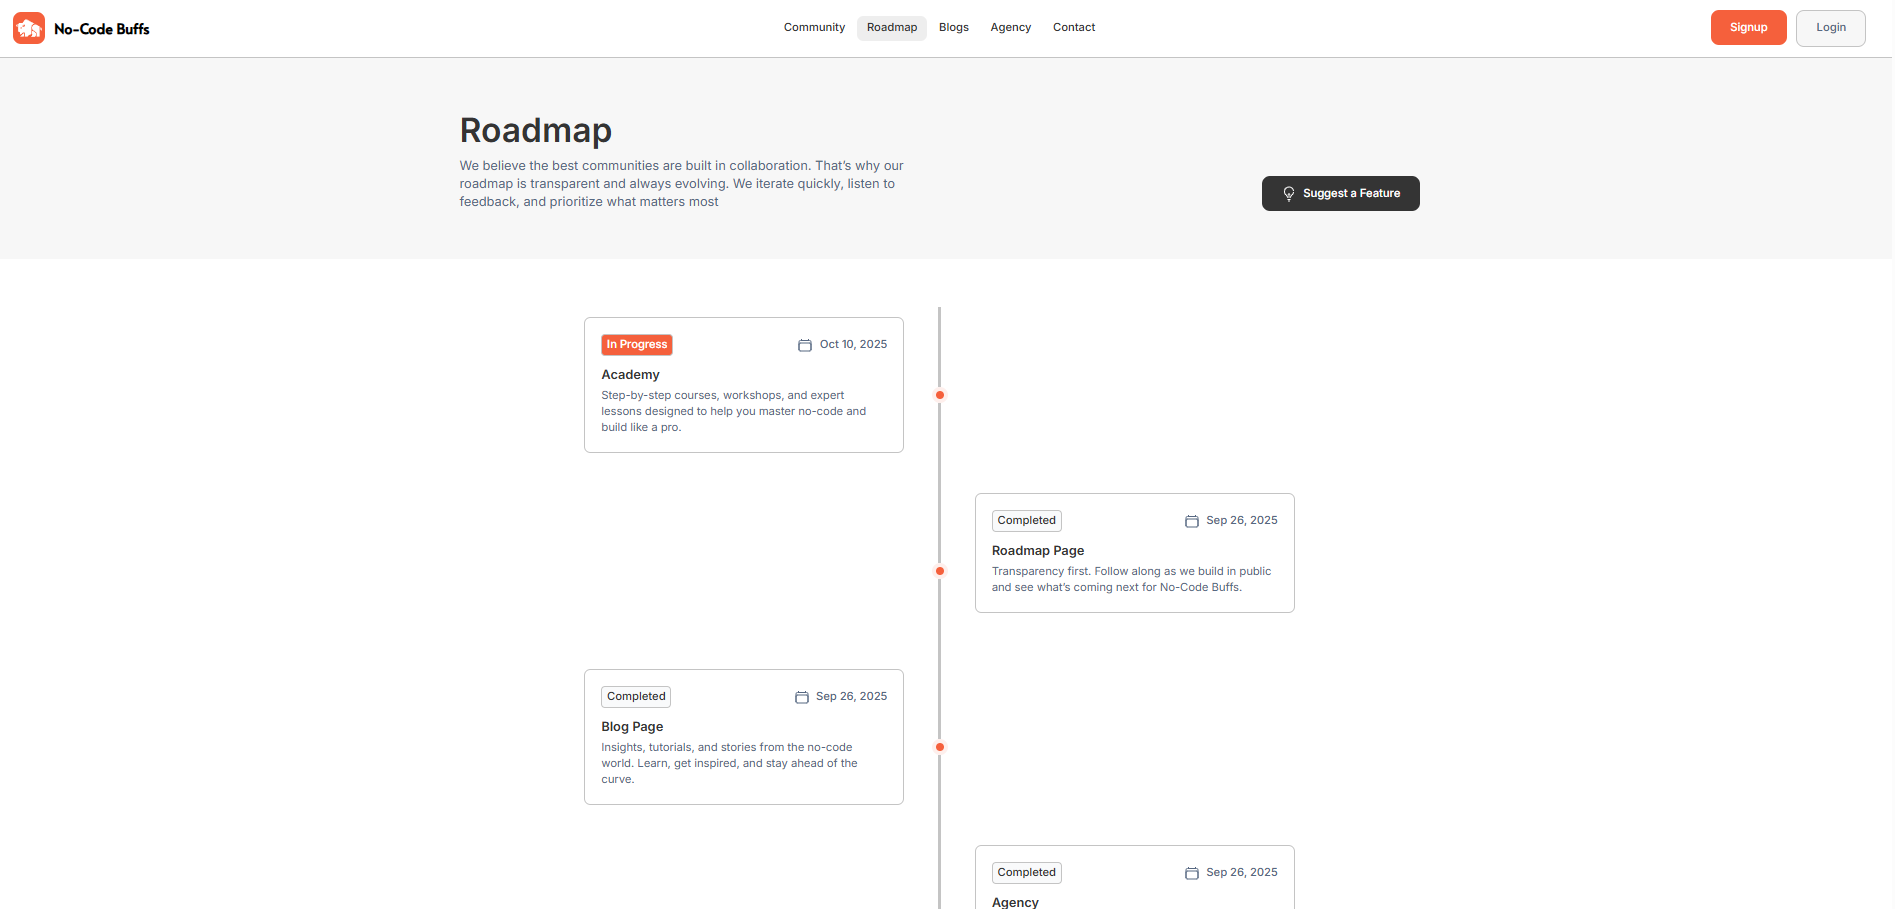 No-Code Buffs
Community
Roadmap
Blogs
Agency
Contact
Signup
Login
Roadmap
We believe the best communities are built in collaboration. That’s why our
roadmap is transparent and always evolving. We iterate quickly, listen to
feedback, and prioritize what matters most
Suggest a Feature
In Progress
Oct 10, 2025
Academy
Step-by-step courses, workshops, and expert
lessons designed to help you master no-code and
build like a pro.
Completed
Sep 26, 2025
Roadmap Page
Transparency first. Follow along as we build in public
and see what’s coming next for No-Code Buffs.
Completed
Sep 26, 2025
Blog Page
Insights, tutorials, and stories from the no-code
world. Learn, get inspired, and stay ahead of the
curve.
Completed
Sep 26, 2025
Agency